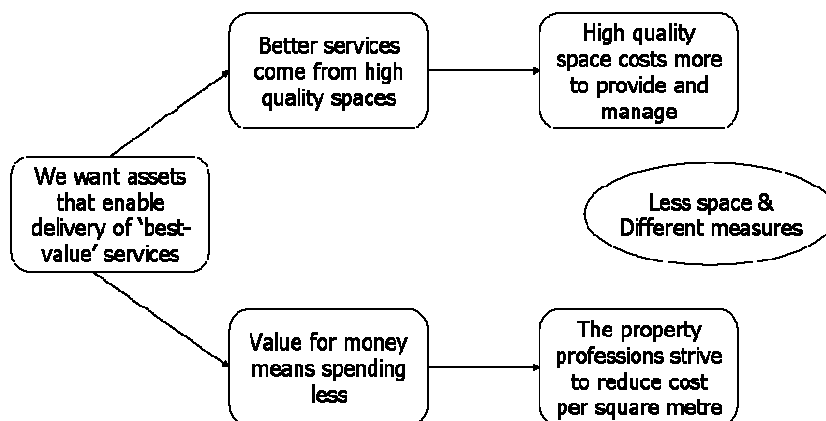 We want assets
that enable
delivery of ‘best-
value’ services
Better services
come from high
quality spaces
High quality
space costs more
to provide and
manage
Less space &
Different measures
Value for money
means spending
less
The property
professions strive
to reduce cost
per square metre